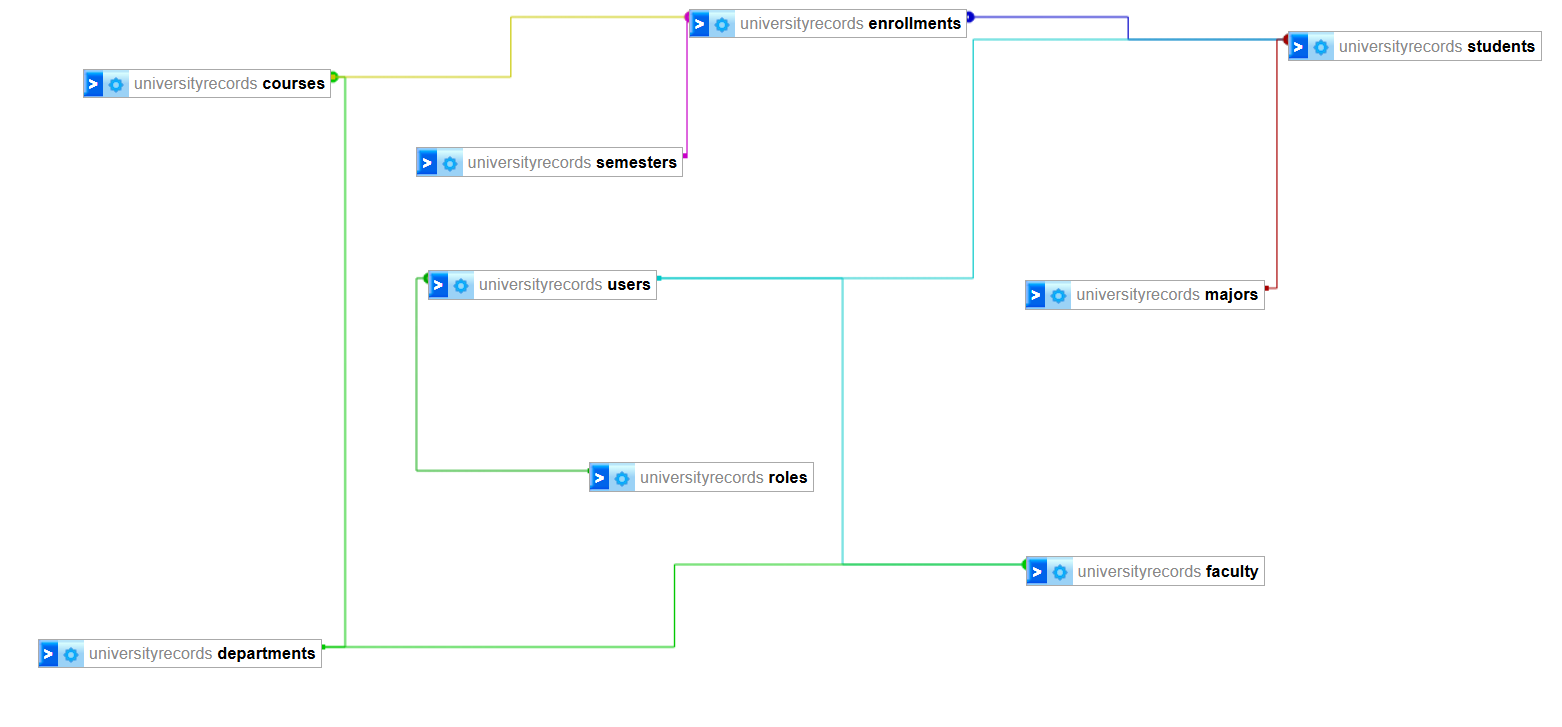 universityrecords enrollments
universityrecords students
universityrecords courses
universityrecords semesters
universityrecords users
universityrecords majors
universityrecords roles
universityrecords faculty
universityrecords departments